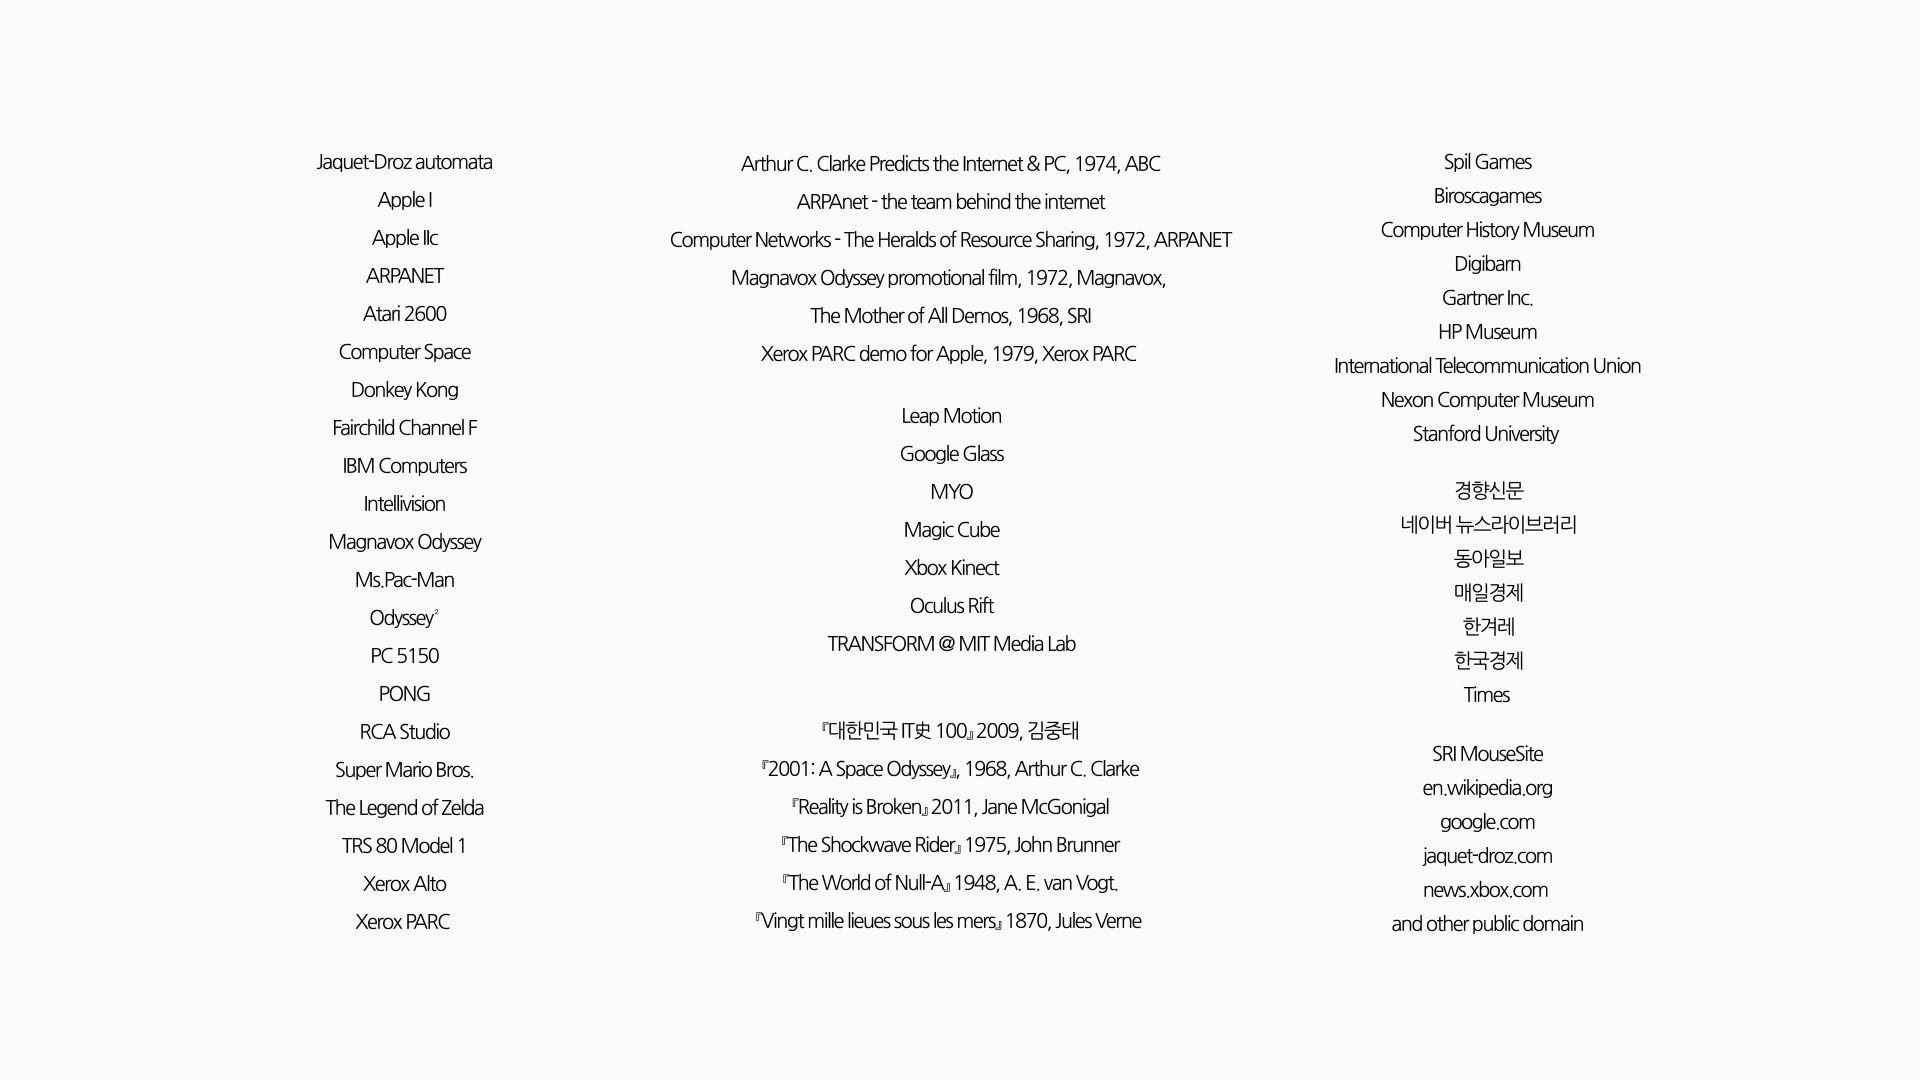 Jaquet-Droz automata
Apple I
Apple IIc
ARPANET
Atari 2600
Computer Space
Donkey Kong
Fairchild Channel F
IBM Computers
Intellivision
Magnavox Odyssey
Ms.Pac-Man
Odyssey²
PC 5150
PONG
RCA Studio
Super Mario Bros.
The Legend of Zelda
TRS 80 Model 1
Xerox Alto
Xerox PARC
Arthur C. Clarke Predicts the Internet & PC, 1974, ABC
ARPAnet - the team behind the internet
Computer Networks - The Heralds of Resource Sharing, 1972, ARPANET
Magnavox Odyssey promotional film, 1972, Magnavox,
The Mother of All Demos, 1968, SRI
Xerox PARC demo for Apple, 1979, Xerox PARC
Leap Motion
Google Glass
MYO
Magic Cube
Xbox Kinect
Oculus Rift
TRANSFORM @ MIT Media Lab
『대한민국 IT史 100』 2009, 김중태
『2001: A Space Odyssey』, 1968, Arthur C. Clarke
『Reality is Broken』 2011, Jane McGonigal
『The Shockwave Rider』 1975, John Brunner
『The World of Null-A』 1948, A. E. van Vogt.
『Vingt mille lieues sous les mers』 1870, Jules Verne
Spil Games
Biroscagames
Computer History Museum
Digibarn
Gartner Inc.
HP Museum
International Telecommunication Union
Nexon Computer Museum
Stanford University
경향신문
네이버 뉴스라이브러리
동아일보
매일경제
한겨레
한국경제
Times
SRI MouseSite
en.wikipedia.org
google.com
jaquet-droz.com
news.xbox.com
and other public domain